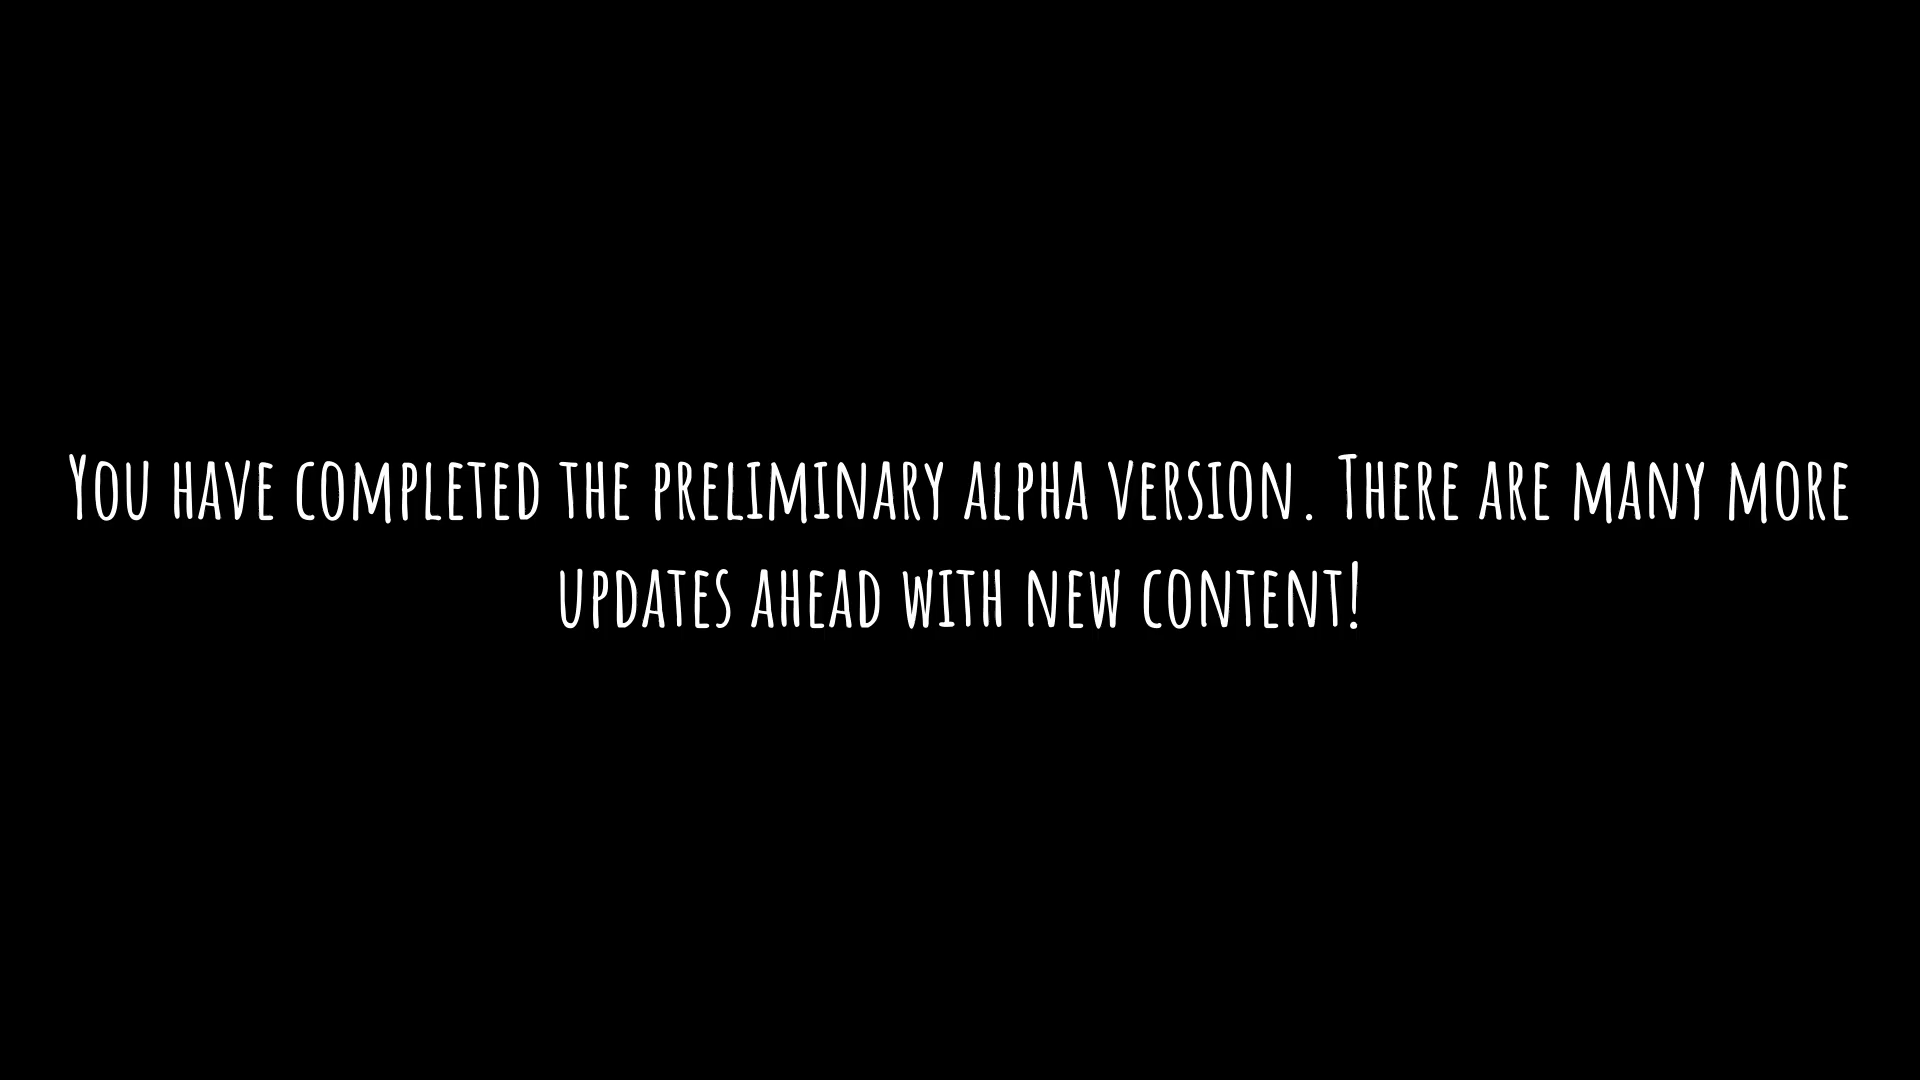 You have completed the preliminary alpha version. There are many more
updates ahead with new content!